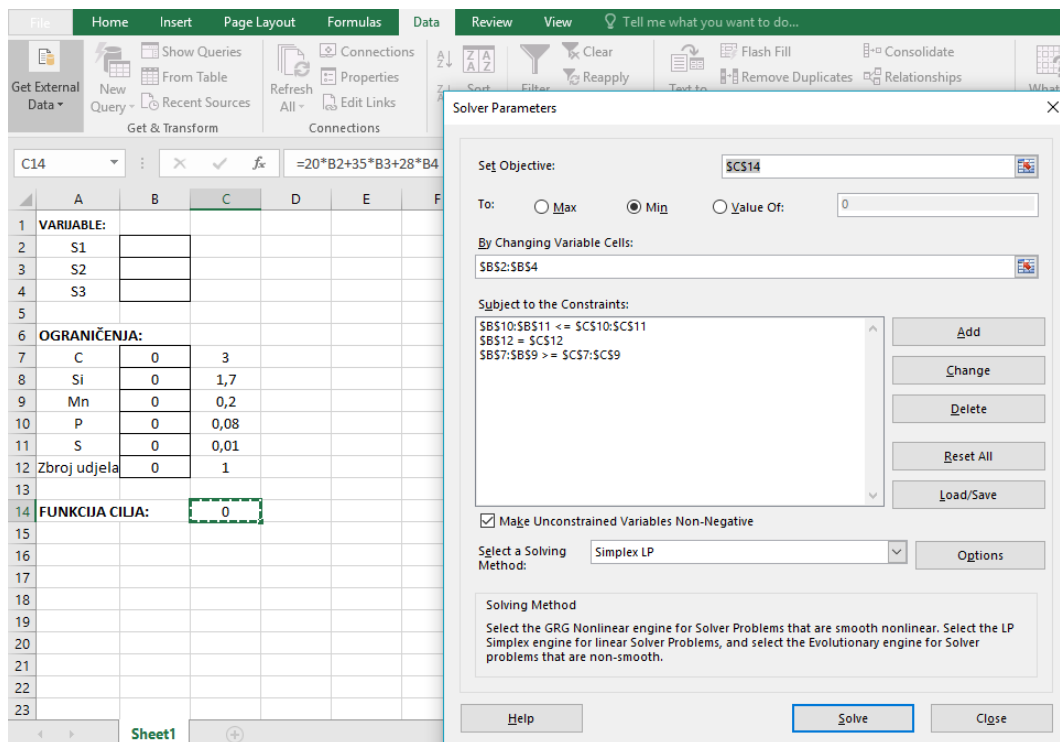 File Home Insert Page Layout Formulas Data Review View Tell me what you want to do...
Get External Data
New Query
Show Queries
From Table
Recent Sources
Get & Transform
Refresh All
Connections
Properties
Edit Links
Connections
Sort
Filter
Clear
Reapply
Text to
Flash Fill
Remove Duplicates
Consolidate
Relationships
What
C14 fx =20*B2+35*B3+28*B4
A B C D E F
1 VARIJABLE:
2 S1
3 S2
4 S3
5
6 OGRANIČENJA:
7 C 0 3
8 Si 0 1,7
9 Mn 0 0,2
10 P 0 0,08
11 S 0 0,01
12 Zbroj udjela 0 1
13
14 FUNKCIJA CILJA: 0
15
16
17
18
19
20
21
22
23
Sheet1
Solver Parameters
Set Objective: $C$14
To: Max Min Value Of: 0
By Changing Variable Cells:
$B$2:$B$4
Subject to the Constraints:
$B$10:$B$11 <= $C$10:$C$11
$B$12 = $C$12
$B$7:$B$9 >= $C$7:$C$9
Add
Change
Delete
Reset All
Load/Save
Make Unconstrained Variables Non-Negative
Select a Solving Method: Simplex LP
Options
Solving Method
Select the GRG Nonlinear engine for Solver Problems that are smooth nonlinear. Select the LP
Simplex engine for linear Solver Problems, and select the Evolutionary engine for Solver
problems that are non-smooth.
Help Solve Close